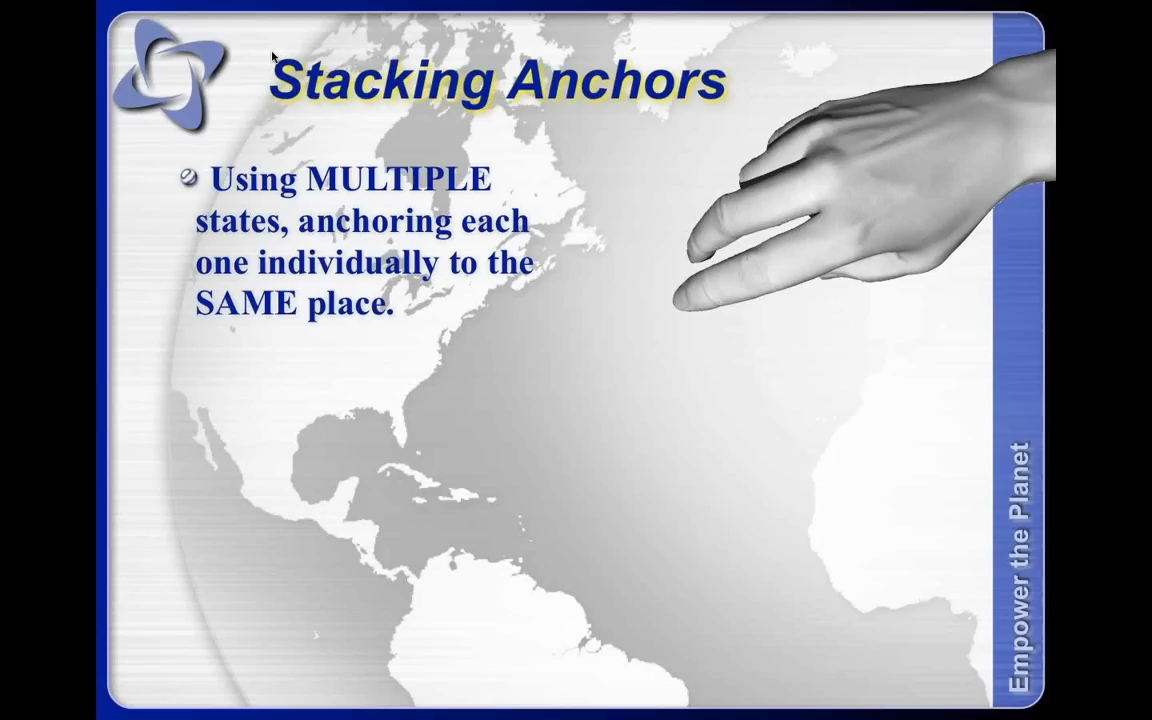 Stacking Anchors
Using MULTIPLE
states, anchoring each
one individually to the
SAME place.
Empower the Planet